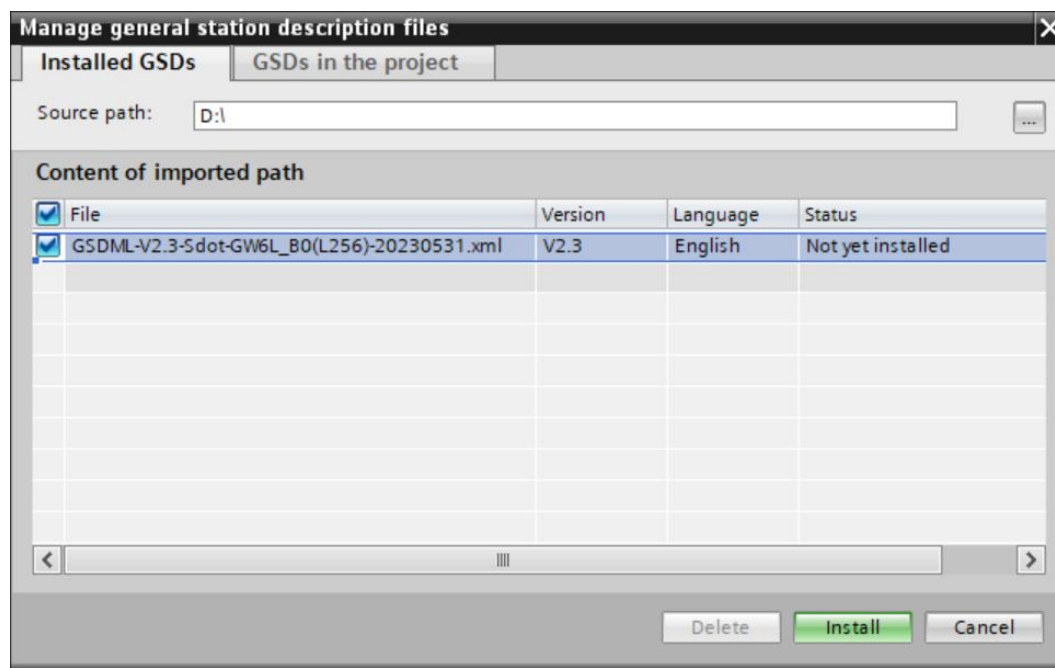 Manage general station description files
Installed GSDs GSDs in the project
Source path: D:\ ...
Content of imported path
File Version Language Status
GSDML-V2.3-Sdot-GW6L_B0(L256)-20230531.xml V2.3 English Not yet installed
Delete Install Cancel